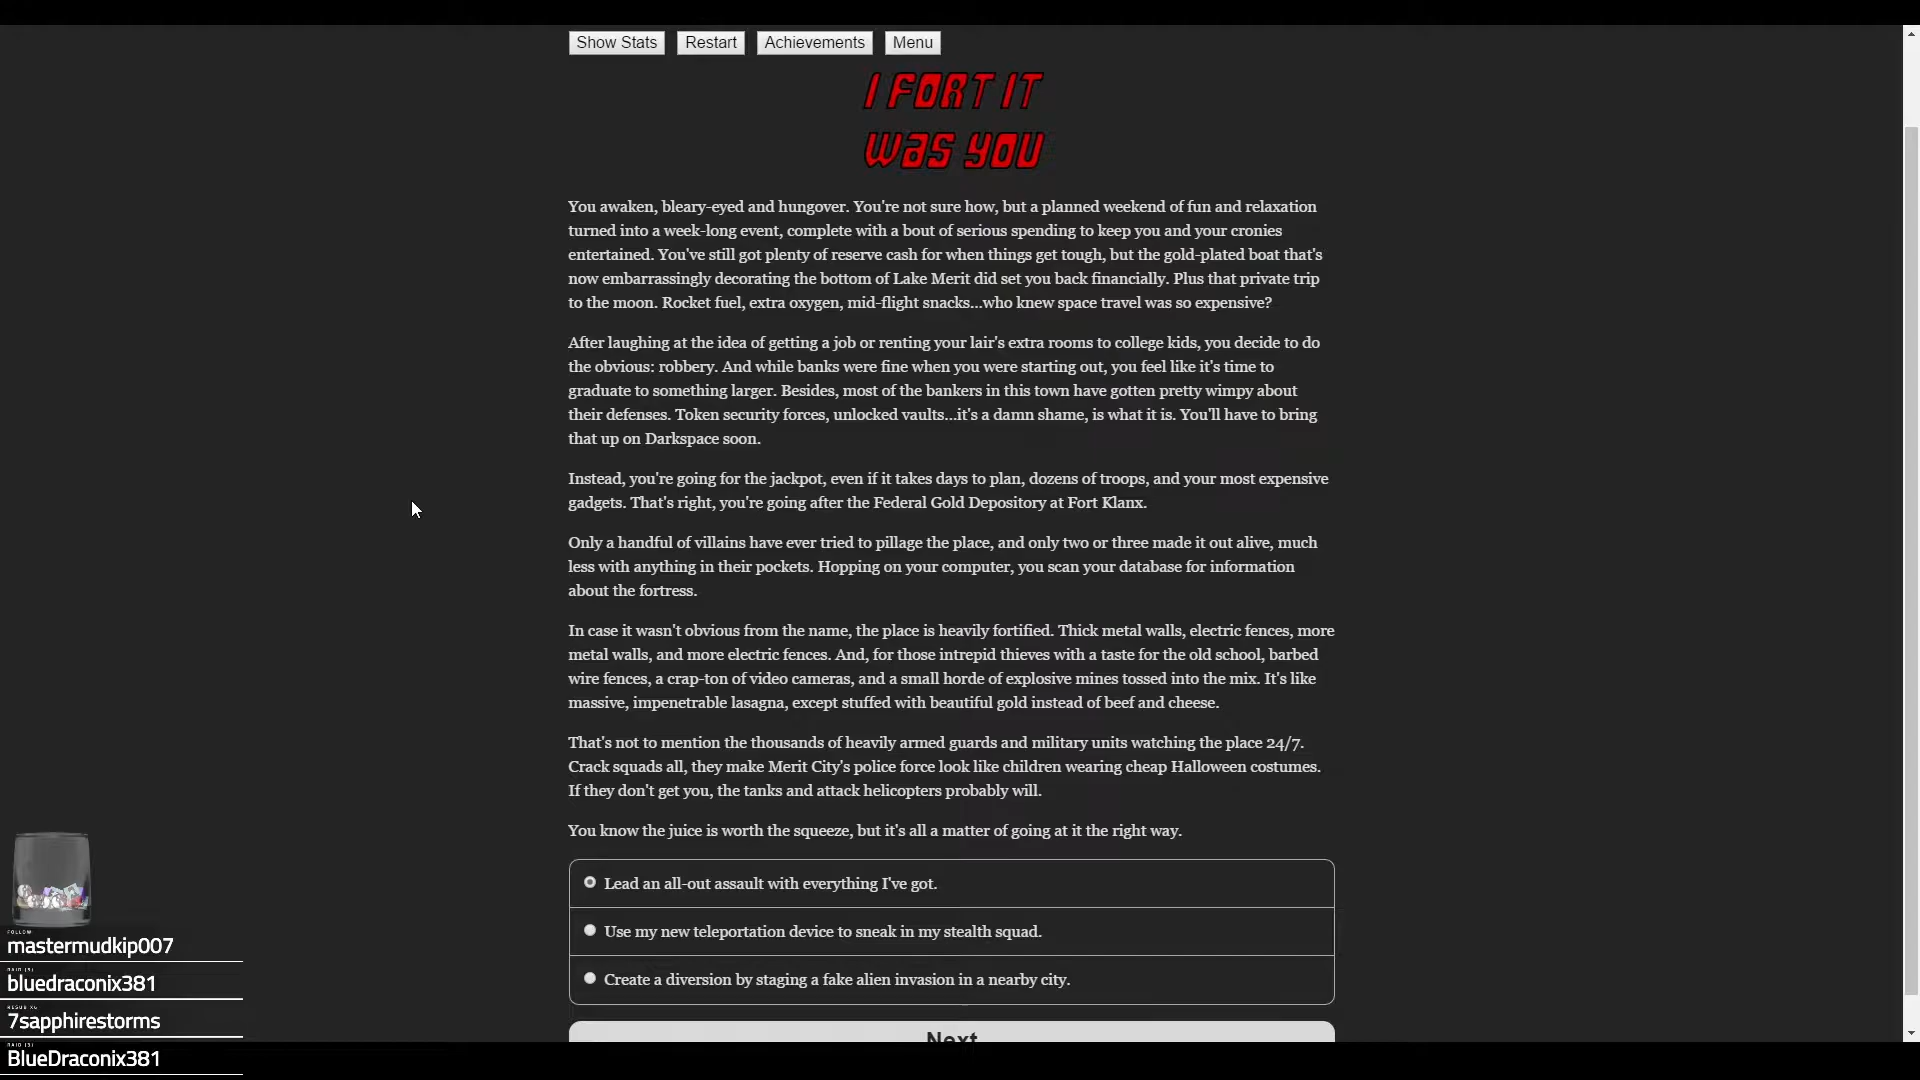 Show Stats Restart Achievements Menu
I FORT IT
WAS YOU
You awaken, bleary-eyed and hungover. You're not sure how, but a planned weekend of fun and relaxation
turned into a week-long event, complete with a bout of serious spending to keep you and your cronies
entertained. You've still got plenty of reserve cash for when things get tough, but the gold-plated boat that's
now embarrassingly decorating the bottom of Lake Merit did set you back financially. Plus that private trip
to the moon. Rocket fuel, extra oxygen, mid-flight snacks...who knew space travel was so expensive?
After laughing at the idea of getting a job or renting your lair's extra rooms to college kids, you decide to do
the obvious: robbery. And while banks were fine when you were starting out, you feel like it's time to
graduate to something larger. Besides, most of the bankers in this town have gotten pretty wimpy about
their defenses. Token security forces, unlocked vaults...it's a damn shame, is what it is. You'll have to bring
that up on Darkspace soon.
Instead, you're going for the jackpot, even if it takes days to plan, dozens of troops, and your most expensive
gadgets. That's right, you're going after the Federal Gold Depository at Fort Klanx.
Only a handful of villains have ever tried to pillage the place, and only two or three made it out alive, much
less with anything in their pockets. Hopping on your computer, you scan your database for information
about the fortress.
In case it wasn't obvious from the name, the place is heavily fortified. Thick metal walls, electric fences, more
metal walls, and more electric fences. And, for those intrepid thieves with a taste for the old school, barbed
wire fences, a crap-ton of video cameras, and a small horde of explosive mines tossed into the mix. It's like
massive, impenetrable lasagna, except stuffed with beautiful gold instead of beef and cheese.
That's not to mention the thousands of heavily armed guards and military units watching the place 24/7.
Crack squads all, they make Merit City's police force look like children wearing cheap Halloween costumes.
If they don't get you, the tanks and attack helicopters probably will.
You know the juice is worth the squeeze, but it's all a matter of going at it the right way.
Lead an all-out assault with everything I've got.
Use my new teleportation device to sneak in my stealth squad.
Create a diversion by staging a fake alien invasion in a nearby city.
Next
FOLLOW
mastermudkip007
RAID (3)
bluedraconix381
7sapphirestorms
RAID (3)
BlueDraconix381